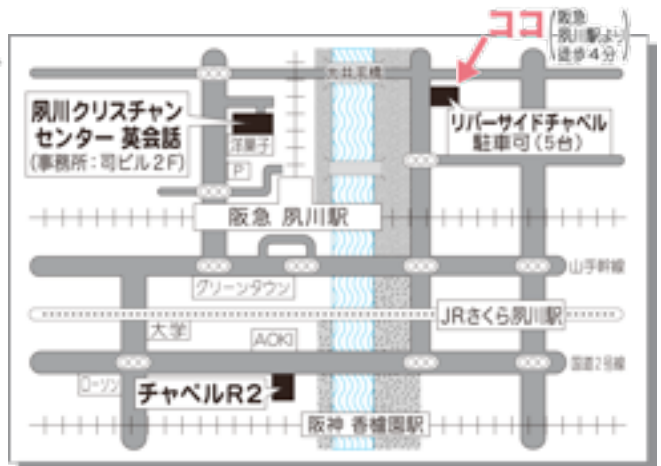 ココ
(阪急
夙川駅より
徒歩4分)
大井手橋
夙川クリスチャン
センター 英会話
(事務所:司ビル2F)
洋菓子
P
リバーサイドチャペル
駐車可(5台)
阪急 夙川駅
山手幹線
グリーンタウン
JRさくら夙川駅
大学
AOKI
国道2号線
ローソン
チャペルR2
阪神 香櫨園駅